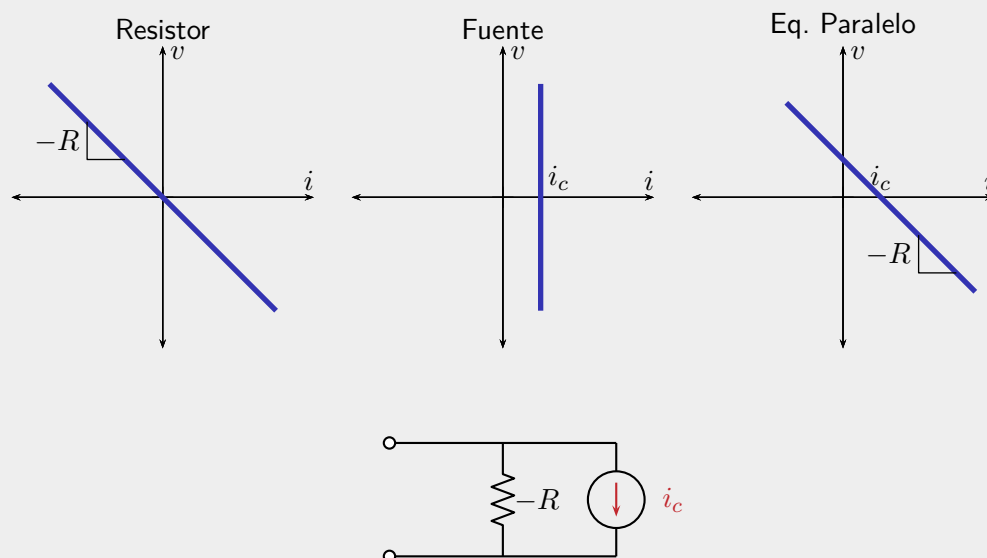 Resistor
v
−R
i
Fuente
v
i_c
i
Eq. Paralelo
v
i_c
i
−R
−R
i_c